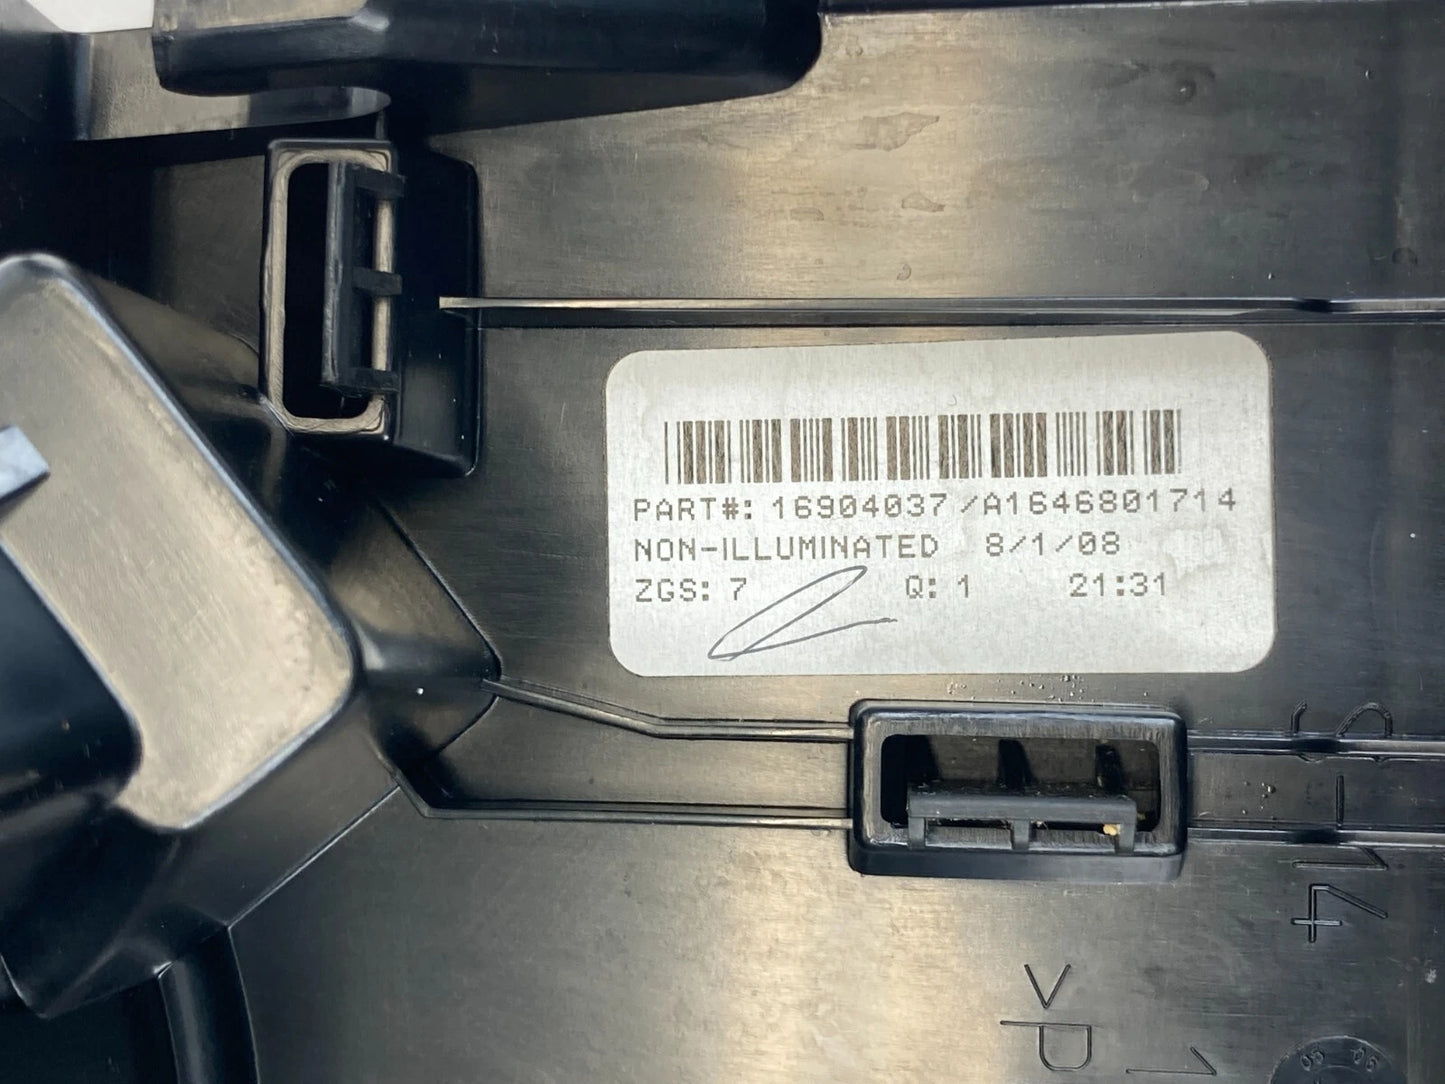 PART#: 16904037/A1646801714
NON-ILLUMINATED 8/1/08
ZGS: 7 Q: 1 21:31